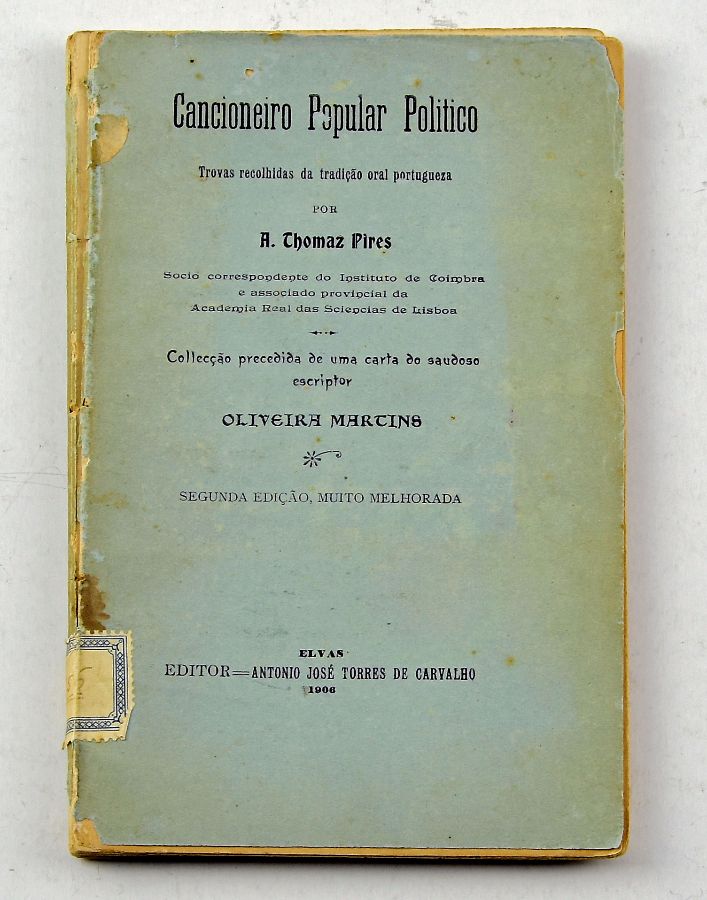 Cancioneiro Popular Politico
Trovas recolhidas da tradição oral portugueza
POR
A. Thomaz Pires
Socio correspondente do Instituto de Coimbra
e associado provincial da
Academia Real das Sciencias de Lisboa
Collecção precedida de uma carta do saudoso
escriptor
OLIVEIRA MARTINS
SEGUNDA EDIÇÃO, MUITO MELHORADA
ELVAS
EDITOR=ANTONIO JOSÉ TORRES DE CARVALHO
1906